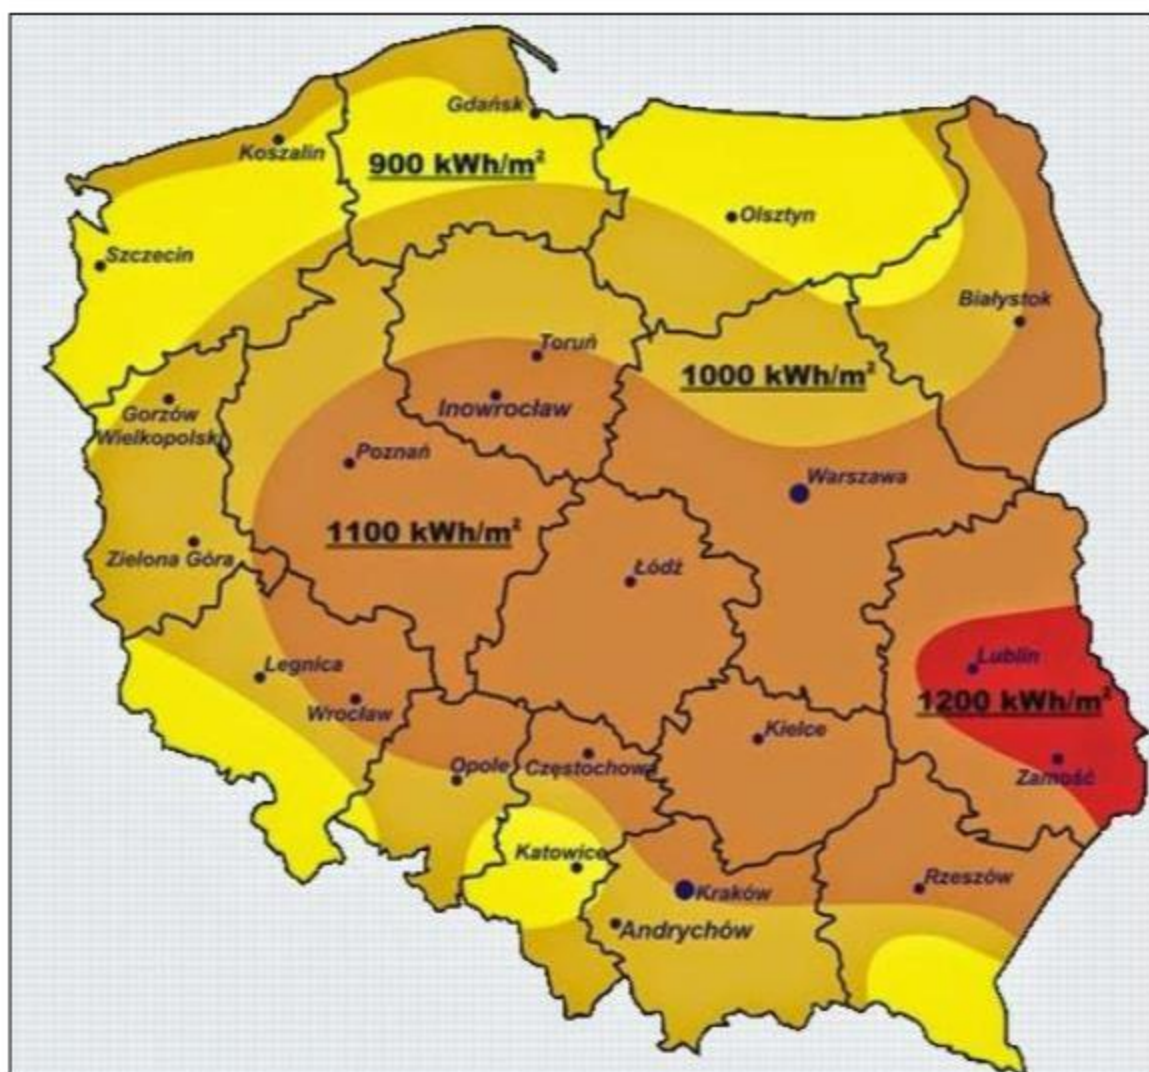 Gdańsk
Koszalin
900 kWh/m²
Olsztyn
Szczecin
Białystok
Toruń
1000 kWh/m²
Inowrocław
Gorzów
Wielkopolski
Poznań
Warszawa
1100 kWh/m²
Zielona Góra
Łódź
Legnica
Lublin
Wrocław
1200 kWh/m²
Kielce
Opole
Częstochowa
Zamość
Katowice
Kraków
Rzeszów
Andrychów